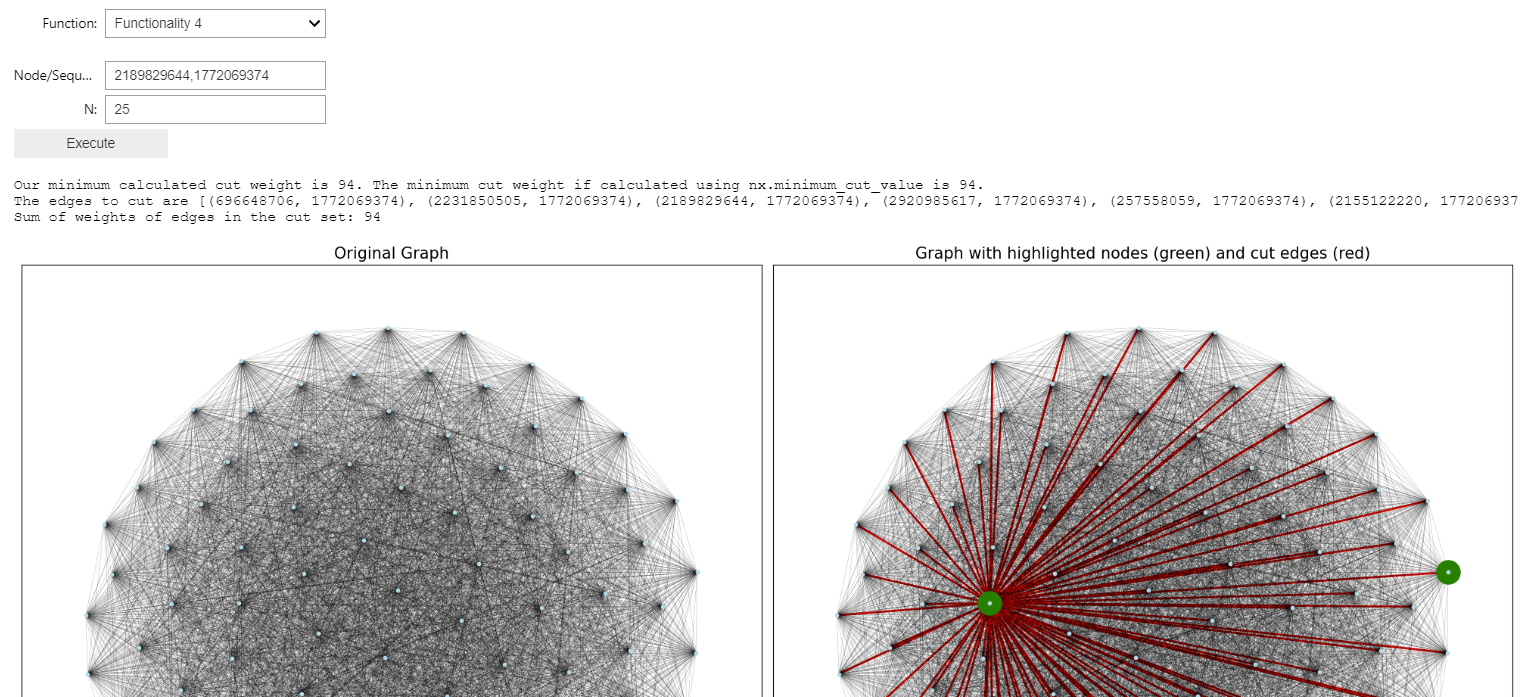 Function: Functionality 4
Node/Sequ... 2189829644,1772069374
N: 25
Execute
Our minimum calculated cut weight is 94. The minimum cut weight if calculated using nx.minimum_cut_value is 94.
The edges to cut are [(696648706, 1772069374), (2231850505, 1772069374), (2189829644, 1772069374), (2920985617, 1772069374), (257558059, 1772069374), (2155122220, 177206937
Sum of weights of edges in the cut set: 94
Original Graph
Graph with highlighted nodes (green) and cut edges (red)